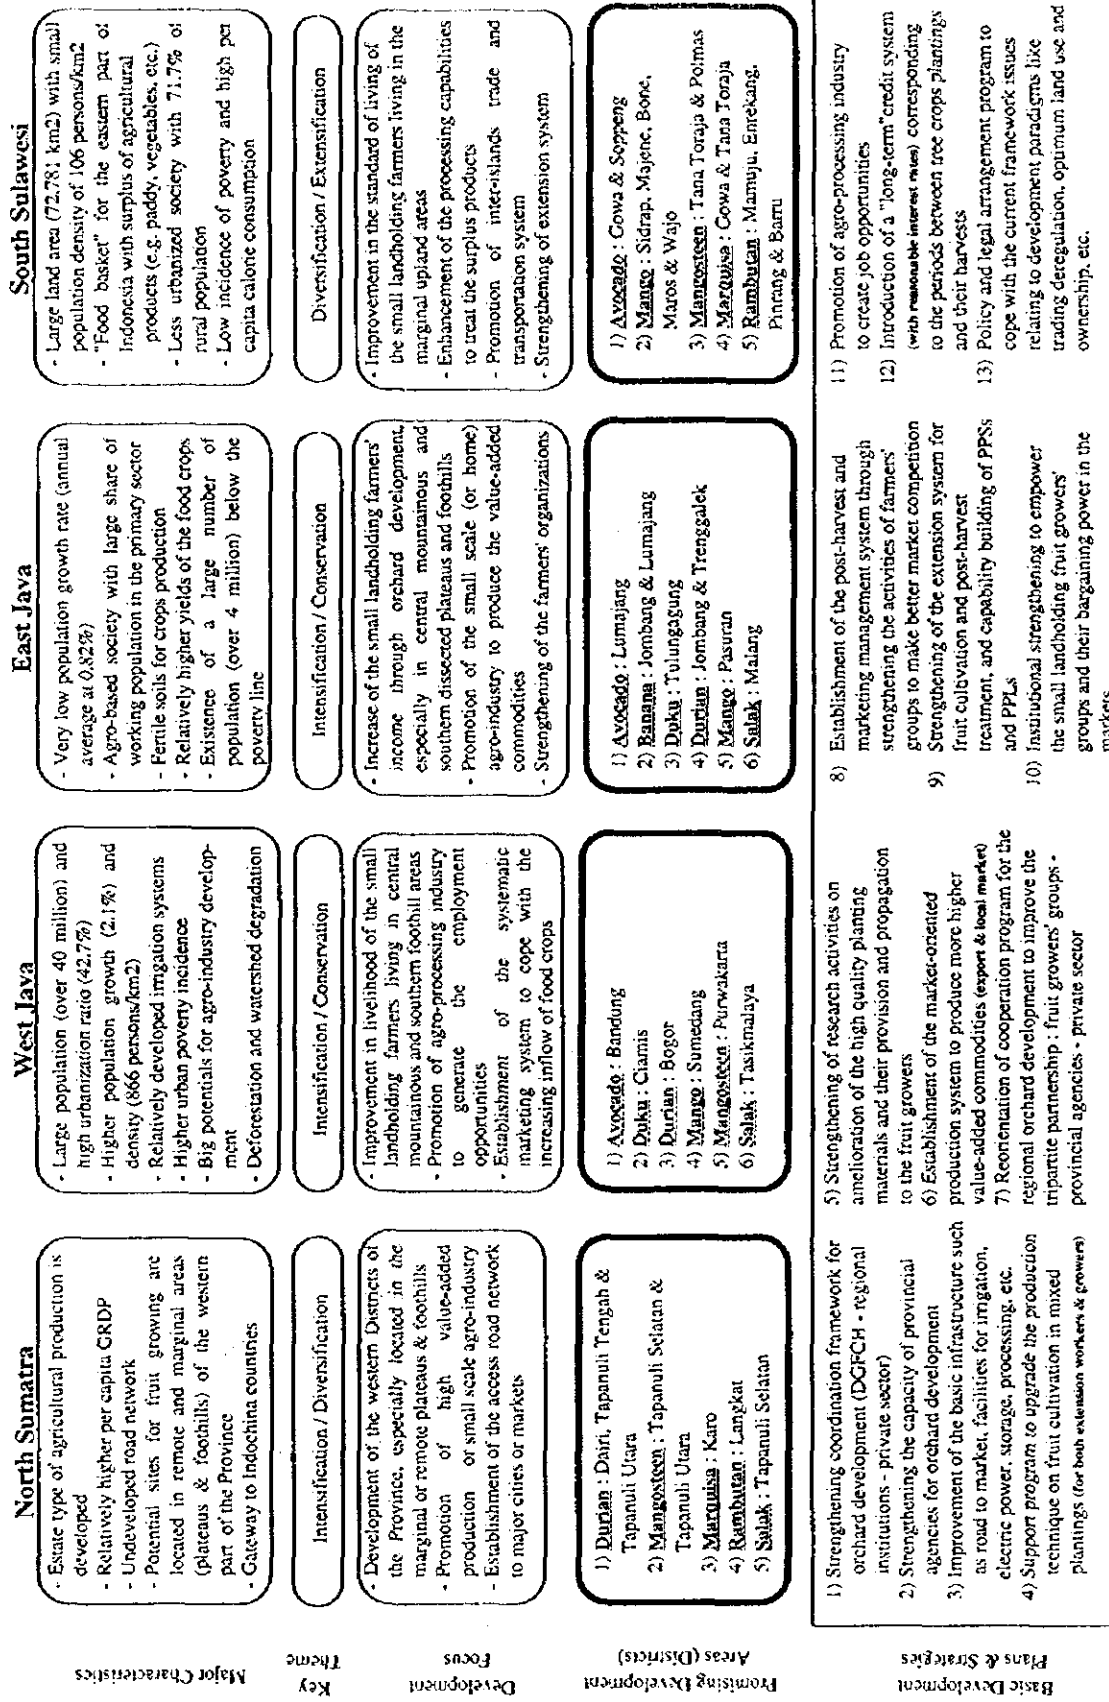 North Sumatra
- Estate type of agricultural production is
developed
- Relatively higher per capita GRDP
- Undeveloped road network
- Potential sites for fruit growing are
located in remote and marginal areas
(plateaus & foothills) of the western
part of the Province
- Gateway to Indochina countries
Intensification / Diversification
- Development of the western Districts of
the Province, especially located in the
marginal or remote plateaus & foothills
- Promotion of high value-added
production or small scale agro-industry
- Establishment of the access road network
to major cities or markets
1) Durian : Dairi, Tapanuli Tengah &
Tapanuli Utara
2) Mangosteen : Tapanuli Selatan &
Tapanuli Utara
3) Marquisa : Karo
4) Rambutan : Langkat
5) Salak : Tapanuli Selatan
West Java
- Large population (over 40 million) and
high urbanization ratio (42.7%)
- Higher population growth (2.1%) and
density (866 persons/km2)
- Relatively developed irrigation systems
- Higher urban poverty incidence
- Big potentials for agro-industry develop-
ment
- Deforestation and watershed degradation
Intensification / Conservation
- Improvement in livelihood of the small
landholding farmers living in central
mountainous and southern foothill areas
- Promotion of agro-processing industry
to generate the employment
opportunities
- Establishment of the systematic
marketing system to cope with the
increasing inflow of food crops
1) Avocado : Bandung
2) Duku : Ciamis
3) Durian : Bogor
4) Mango : Sumedang
5) Mangosteen : Purwakarta
6) Salak : Tasikmalaya
East Java
- Very low population growth rate (annual
average at 0.82%)
- Agro-based society with large share of
working population in the primary sector
- Fertile soils for crops production
- Relatively higher yields of the food crops
- Existence of a large number of
population (over 4 million) below the
poverty line
Intensification / Conservation
- Increase of the small landholding farmers'
income through orchard development,
especially in central mountainous and
southern dissected plateaus and foothills
- Promotion of the small scale (or home)
agro-industry to produce the value-added
commodities
- Strengthening of the farmers' organizations
1) Avocado : Lumajang
2) Banana : Jombang & Lumajang
3) Duku : Tulungagung
4) Durian : Jombang & Trenggalek
5) Mango : Pasuran
6) Salak : Malang
South Sulawesi
- Large land area (72.781 km2) with small
population density of 106 persons/km2
- "Food basket" for the eastern part of
Indonesia with surplus of agricultural
products (e.g. paddy, vegetables, etc.)
- Less urbanized society with 71.7% of
rural population
- Low incidence of poverty and high per
capita calorie consumption
Diversification / Extensification
- Improvement in the standard of living of
the small landholding farmers living in the
marginal upland areas
- Enhancement of the processing capabilities
to treat the surplus products
- Promotion of inter-islands trade and
transportation system
- Strengthening of extension system
1) Avocado : Gowa & Soppeng
2) Mango : Sidrap, Majene, Bone,
Maros & Wajo
3) Mangosteen : Tana Toraja & Polmas
4) Marquisa : Gowa & Tana Toraja
5) Rambutan : Mamuju, Enrekang,
Pinrang & Barru
Major Characteristics
Key
Theme
Development
Focus
Promising Development
Areas (Districts)
Basic Development
Plans & Strategies
1) Strengthening coordination framework for
orchard development (DGFCH - regional
institutions - private sector)
2) Strengthening the capacity of provincial
agencies for orchard development
3) Improvement of the basic infrastructure such
as road to market, facilities for irrigation,
electric power, storage, processing, etc.
4) Support program to upgrade the production
technique on fruit cultivation in mixed
plantings (for both extension workers & growers)
5) Strengthening of research activities on
amelioration of the high quality planting
materials and their provision and propagation
to the fruit growers
6) Establishment of the market-oriented
production system to produce more higher
value-added commodities (export & local market)
7) Reorientation of cooperation program for the
regional orchard development to improve the
tripartite partnership : fruit growers' groups -
provincial agencies - private sector
8) Establishment of the post-harvest and
marketing management system through
strengthening the activities of farmers'
groups to make better market competition
9) Strengthening of the extension system for
fruit cultivation and post-harvest
treatment, and capability building of PPSs
and PPLs
10) Institutional strengthening to empower
the small landholding fruit growers'
groups and their bargaining power in the
markets
11) Promotion of agro-processing industry
to create job opportunities
12) Introduction of a "long-term" credit system
(with reasonable interest rates) corresponding
to the periods between tree crops plantings
and their harvests
13) Policy and legal arrangement program to
cope with the current framework issues
relating to development paradigms like
trading deregulation, optimum land use and
ownership, etc.